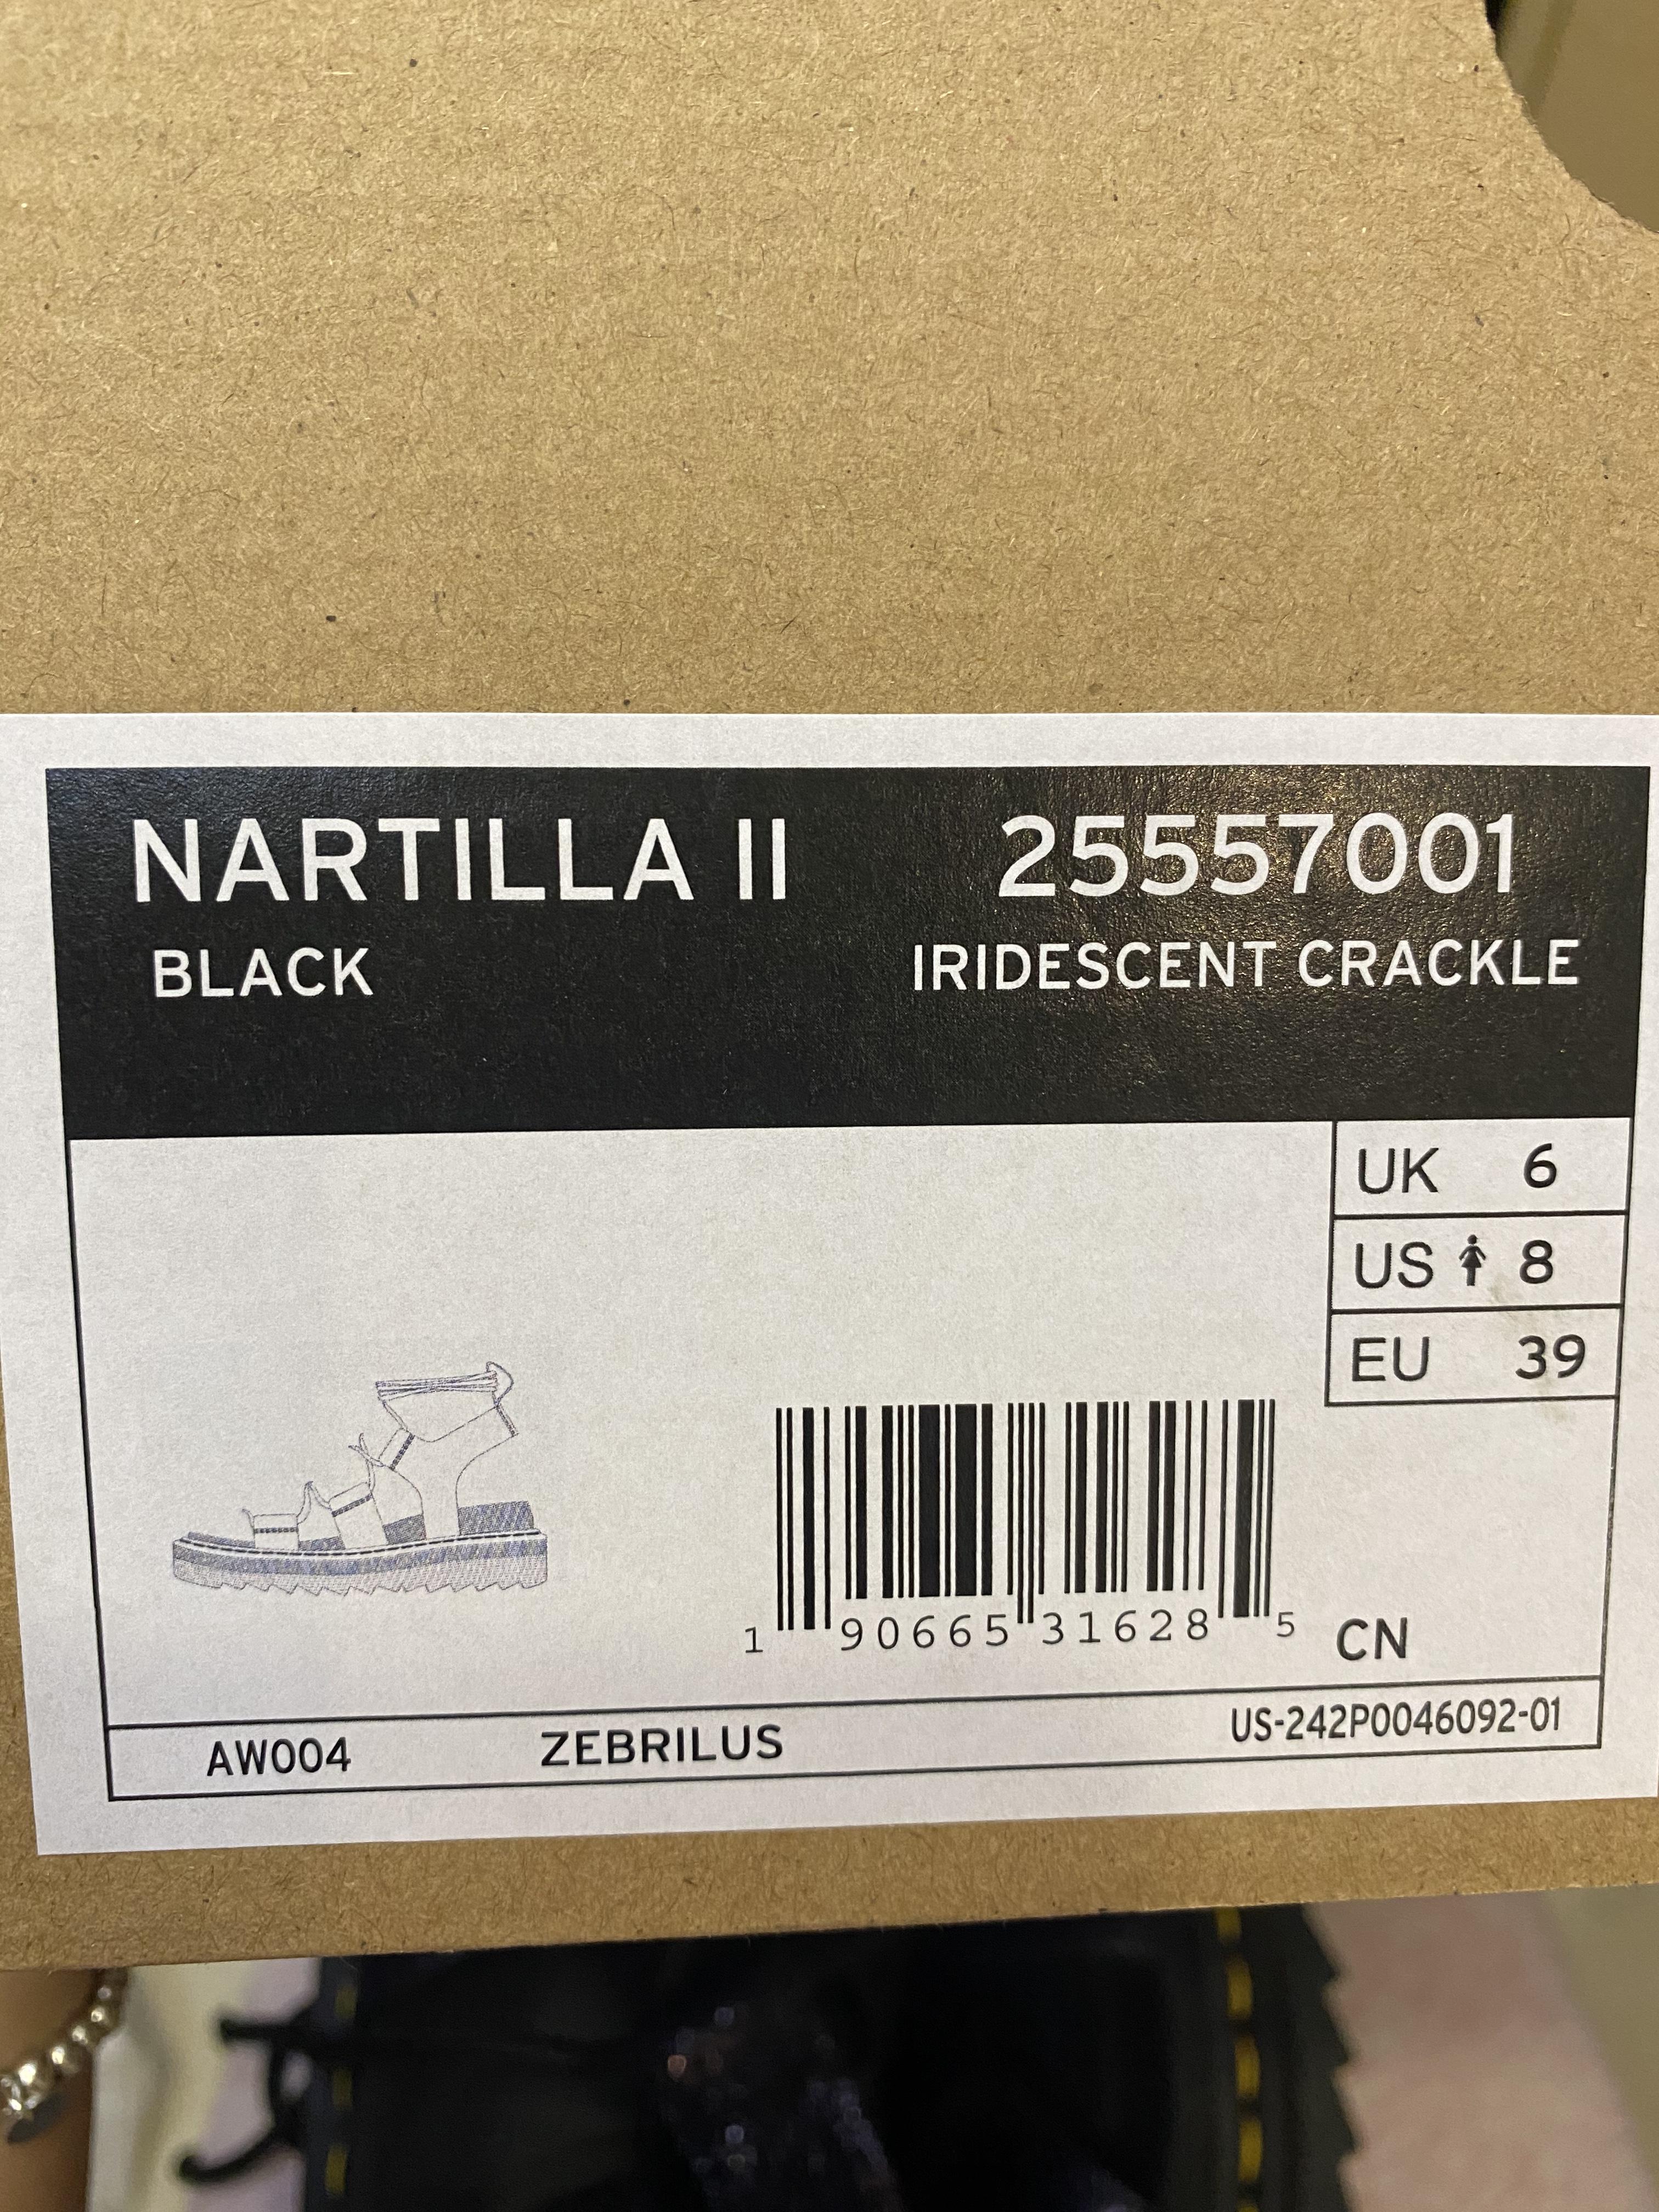 NARTILLA II 25557001
BLACK IRIDESCENT CRACKLE
UK 6
US 8
EU 39
1 90665 31628 5 CN
AW004 ZEBRILUS US-242P0046092-01